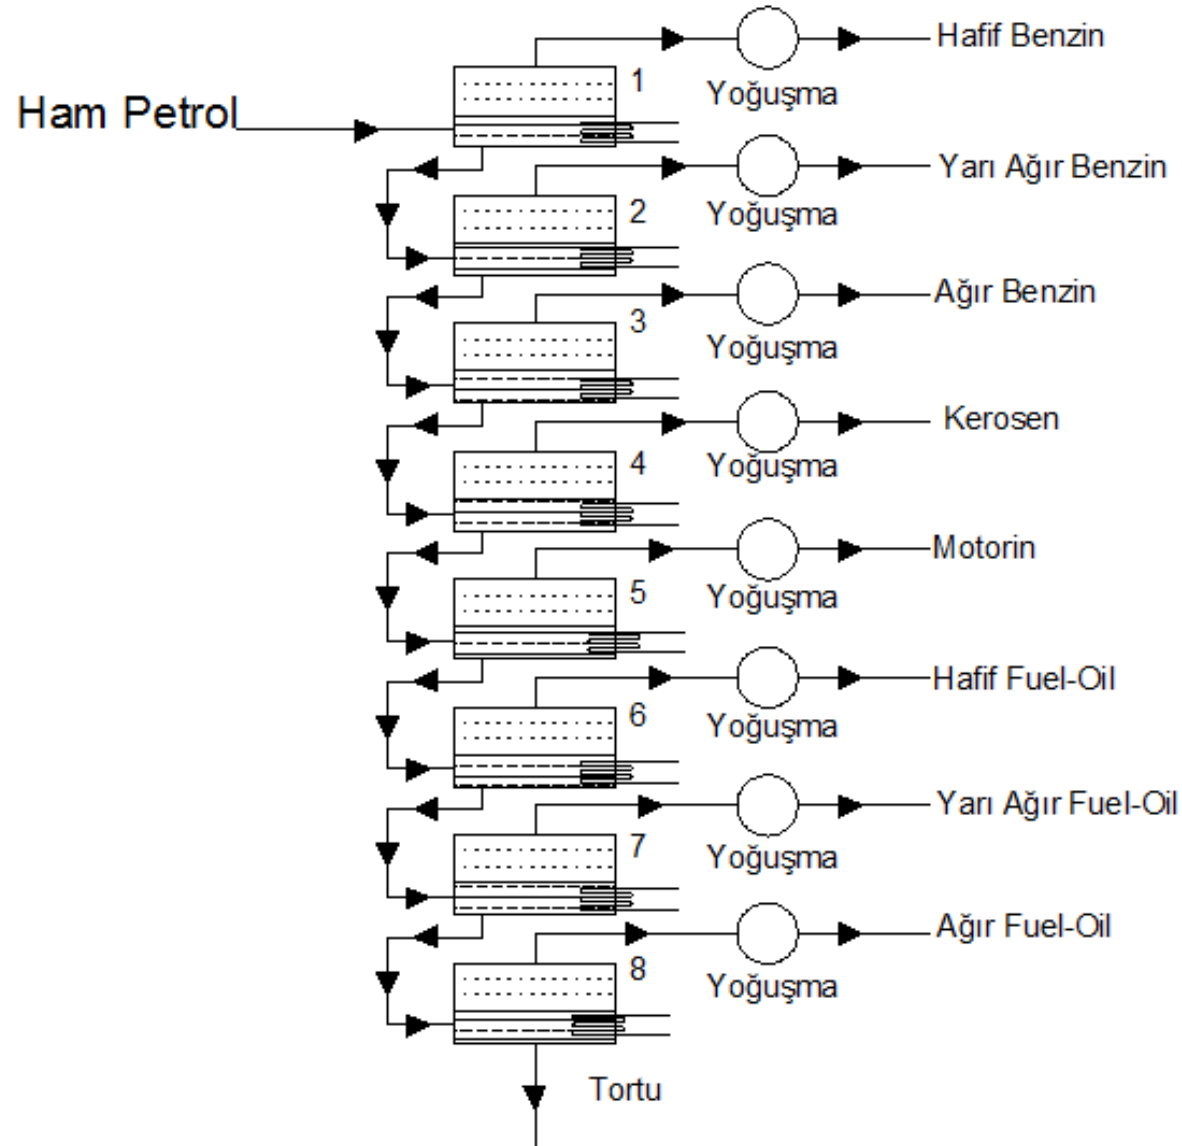 Hafif Benzin
1
Yoğuşma
Ham Petrol
Yarı Ağır Benzin
2
Yoğuşma
Ağır Benzin
3
Yoğuşma
Kerosen
4
Yoğuşma
Motorin
5
Yoğuşma
Hafif Fuel-Oil
6
Yoğuşma
Yarı Ağır Fuel-Oil
7
Yoğuşma
Ağır Fuel-Oil
8
Yoğuşma
Tortu